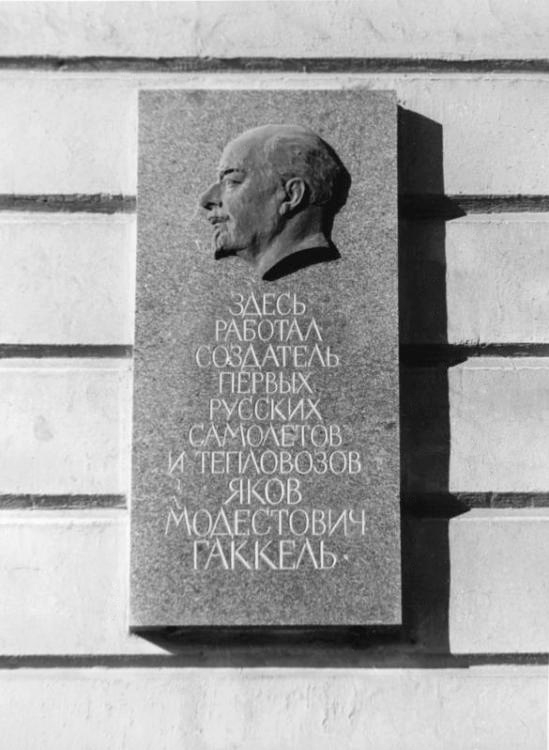 ЗДЕСЬ
РАБОТАЛ
СОЗДАТЕЛЬ
ПЕРВЫХ
РУССКИХ
САМОЛЕТОВ
И ТЕПЛОВОЗОВ
ЯКОВ
МОДЕСТОВИЧ
ГАККЕЛЬ·